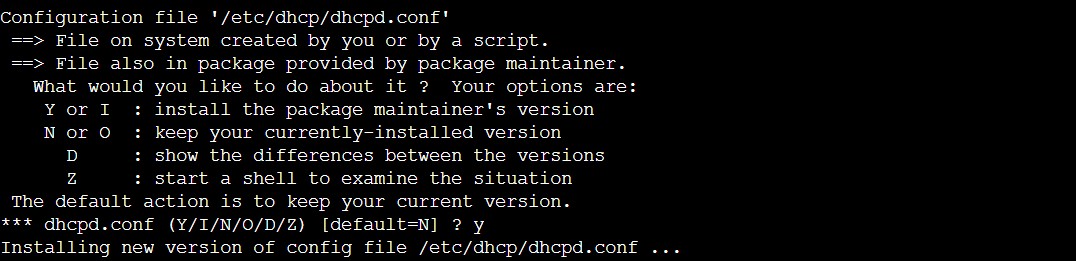 Configuration file '/etc/dhcp/dhcpd.conf'
 ==> File on system created by you or by a script.
 ==> File also in package provided by package maintainer.
   What would you like to do about it ?  Your options are:
    Y or I  : install the package maintainer's version
    N or O  : keep your currently-installed version
      D     : show the differences between the versions
      Z     : start a shell to examine the situation
 The default action is to keep your current version.
*** dhcpd.conf (Y/I/N/O/D/Z) [default=N] ? y
Installing new version of config file /etc/dhcp/dhcpd.conf ...